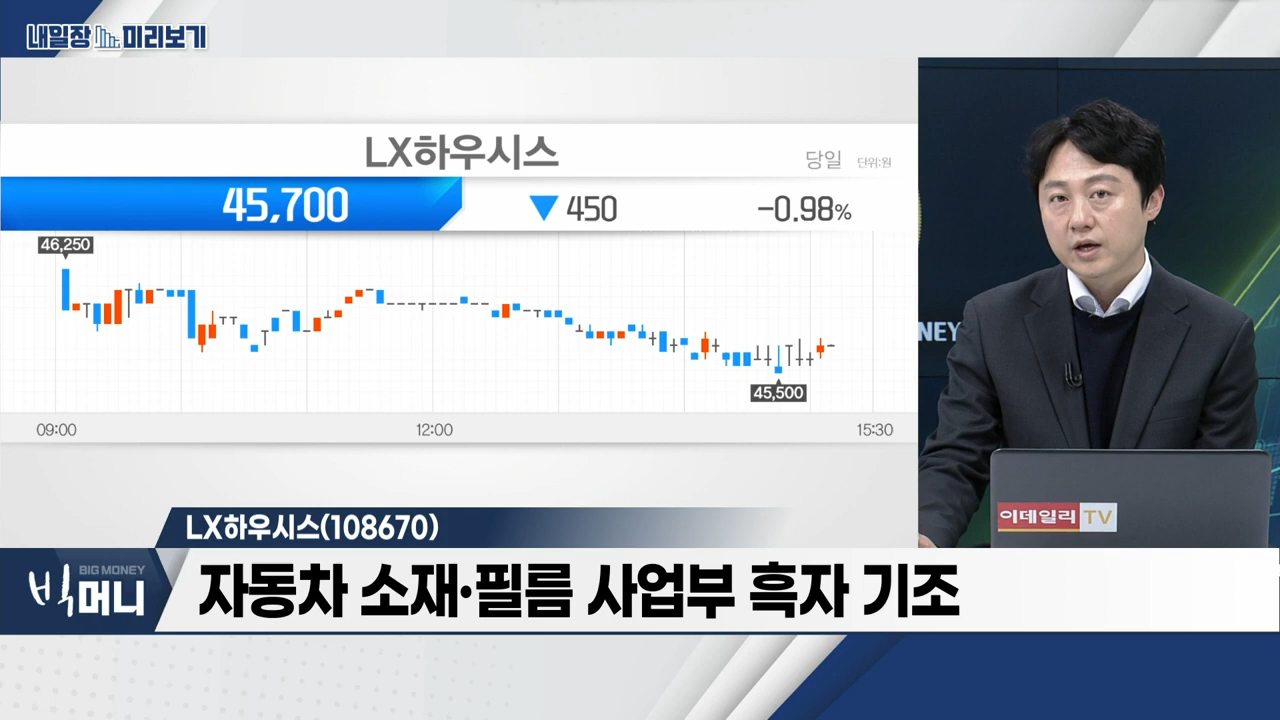 내일장 미리보기
LX하우시스
당일 단위:원
45,700 ▼ 450 -0.98%
46,250
45,500
09:00 12:00 15:30
NEY
이데일리 TV
LX하우시스(108670)
BIG MONEY
빅머니
자동차 소재·필름 사업부 흑자 기조